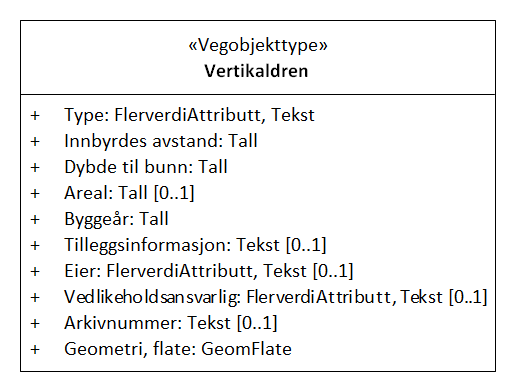 «Vegobjekttype»
Vertikaldren
+ Type: FlerverdiAttributt, Tekst
+ Innbyrdes avstand: Tall
+ Dybde til bunn: Tall
+ Areal: Tall [0..1]
+ Byggeår: Tall
+ Tilleggsinformasjon: Tekst [0..1]
+ Eier: FlerverdiAttributt, Tekst [0..1]
+ Vedlikeholdsansvarlig: FlerverdiAttributt, Tekst [0..1]
+ Arkivnummer: Tekst [0..1]
+ Geometri, flate: GeomFlate